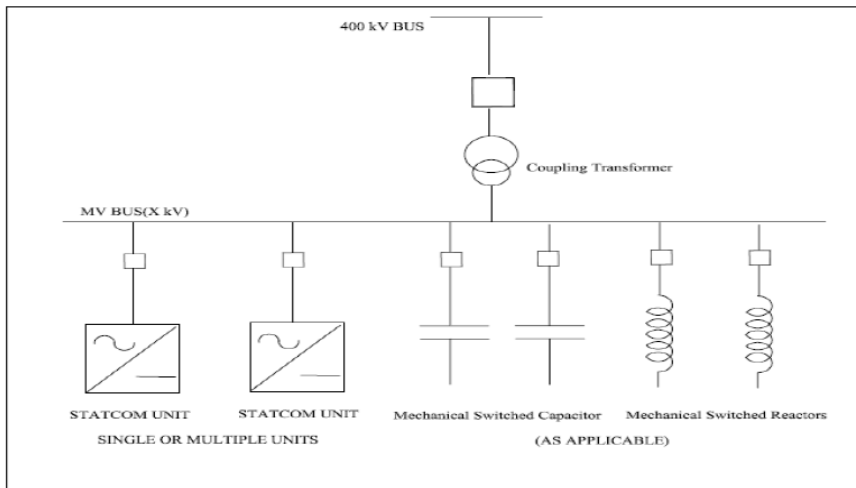 400 kV BUS
Coupling Transformer
MV BUS(X kV)
STATCOM UNIT
STATCOM UNIT
Mechanical Switched Capacitor
Mechanical Switched Reactors
SINGLE OR MULTIPLE UNITS
(AS APPLICABLE)